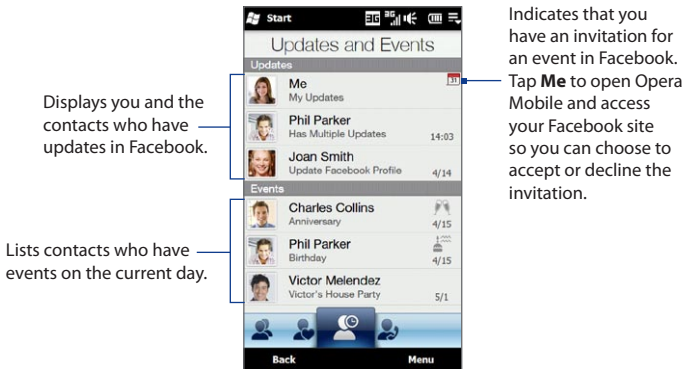 Displays you and the
contacts who have
updates in Facebook.
Lists contacts who have
events on the current day.
Start
3G 3G
Updates and Events
Updates
Me
My Updates
31
Phil Parker
Has Multiple Updates 14:03
Joan Smith
Update Facebook Profile 4/14
Events
Charles Collins
Anniversary 4/15
Phil Parker
Birthday 4/15
Victor Melendez
Victor's House Party 5/1
Back Menu
Indicates that you
have an invitation for
an event in Facebook.
Tap Me to open Opera
Mobile and access
your Facebook site
so you can choose to
accept or decline the
invitation.